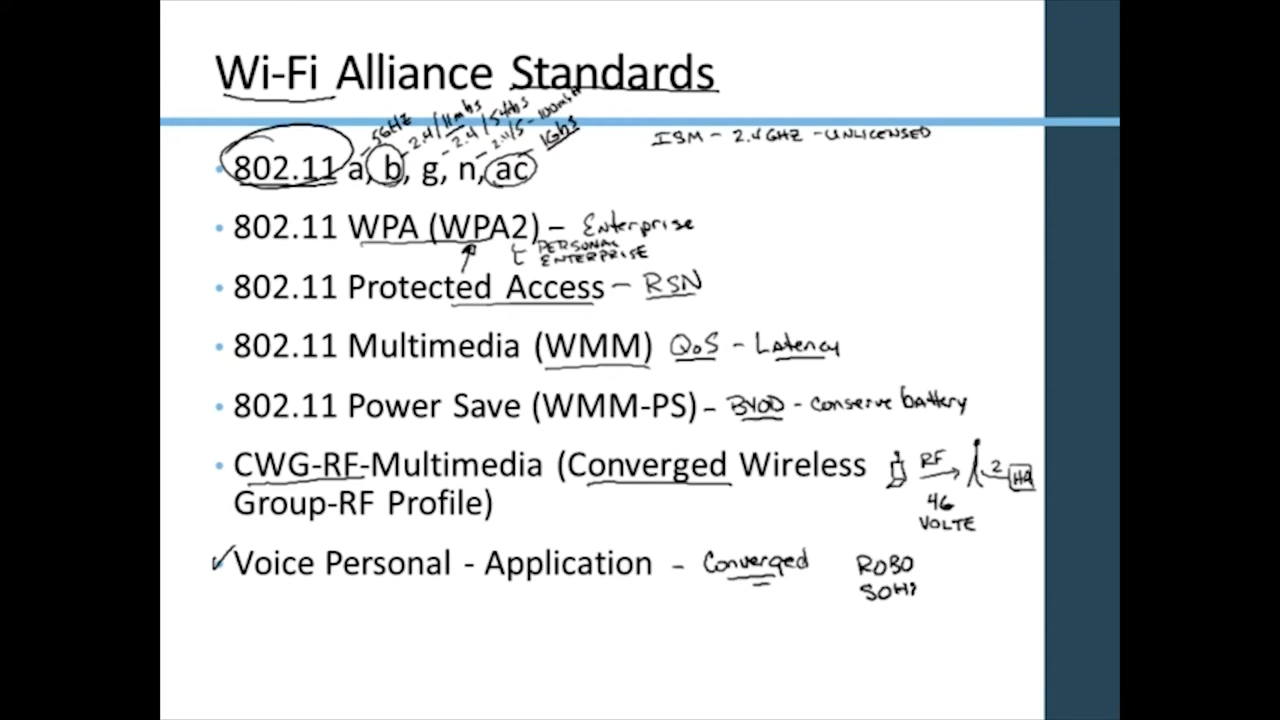 Wi-Fi Alliance Standards
5GHZ 2.4/11mbs 2.4/54mbs 2.4/5-100mb 1Gbs
ISM - 2.4GHZ - UNLICENSED
• 802.11 a, b, g, n, ac
• 802.11 WPA (WPA2) - Enterprise
PERSONAL
ENTERPRISE
• 802.11 Protected Access - RSN
• 802.11 Multimedia (WMM) QoS - Latency
• 802.11 Power Save (WMM-PS) - BYOD - conserve battery
• CWG-RF-Multimedia (Converged Wireless RF 2 HQ
Group-RF Profile) 4G
VOLTE
• Voice Personal - Application - Converged ROBO